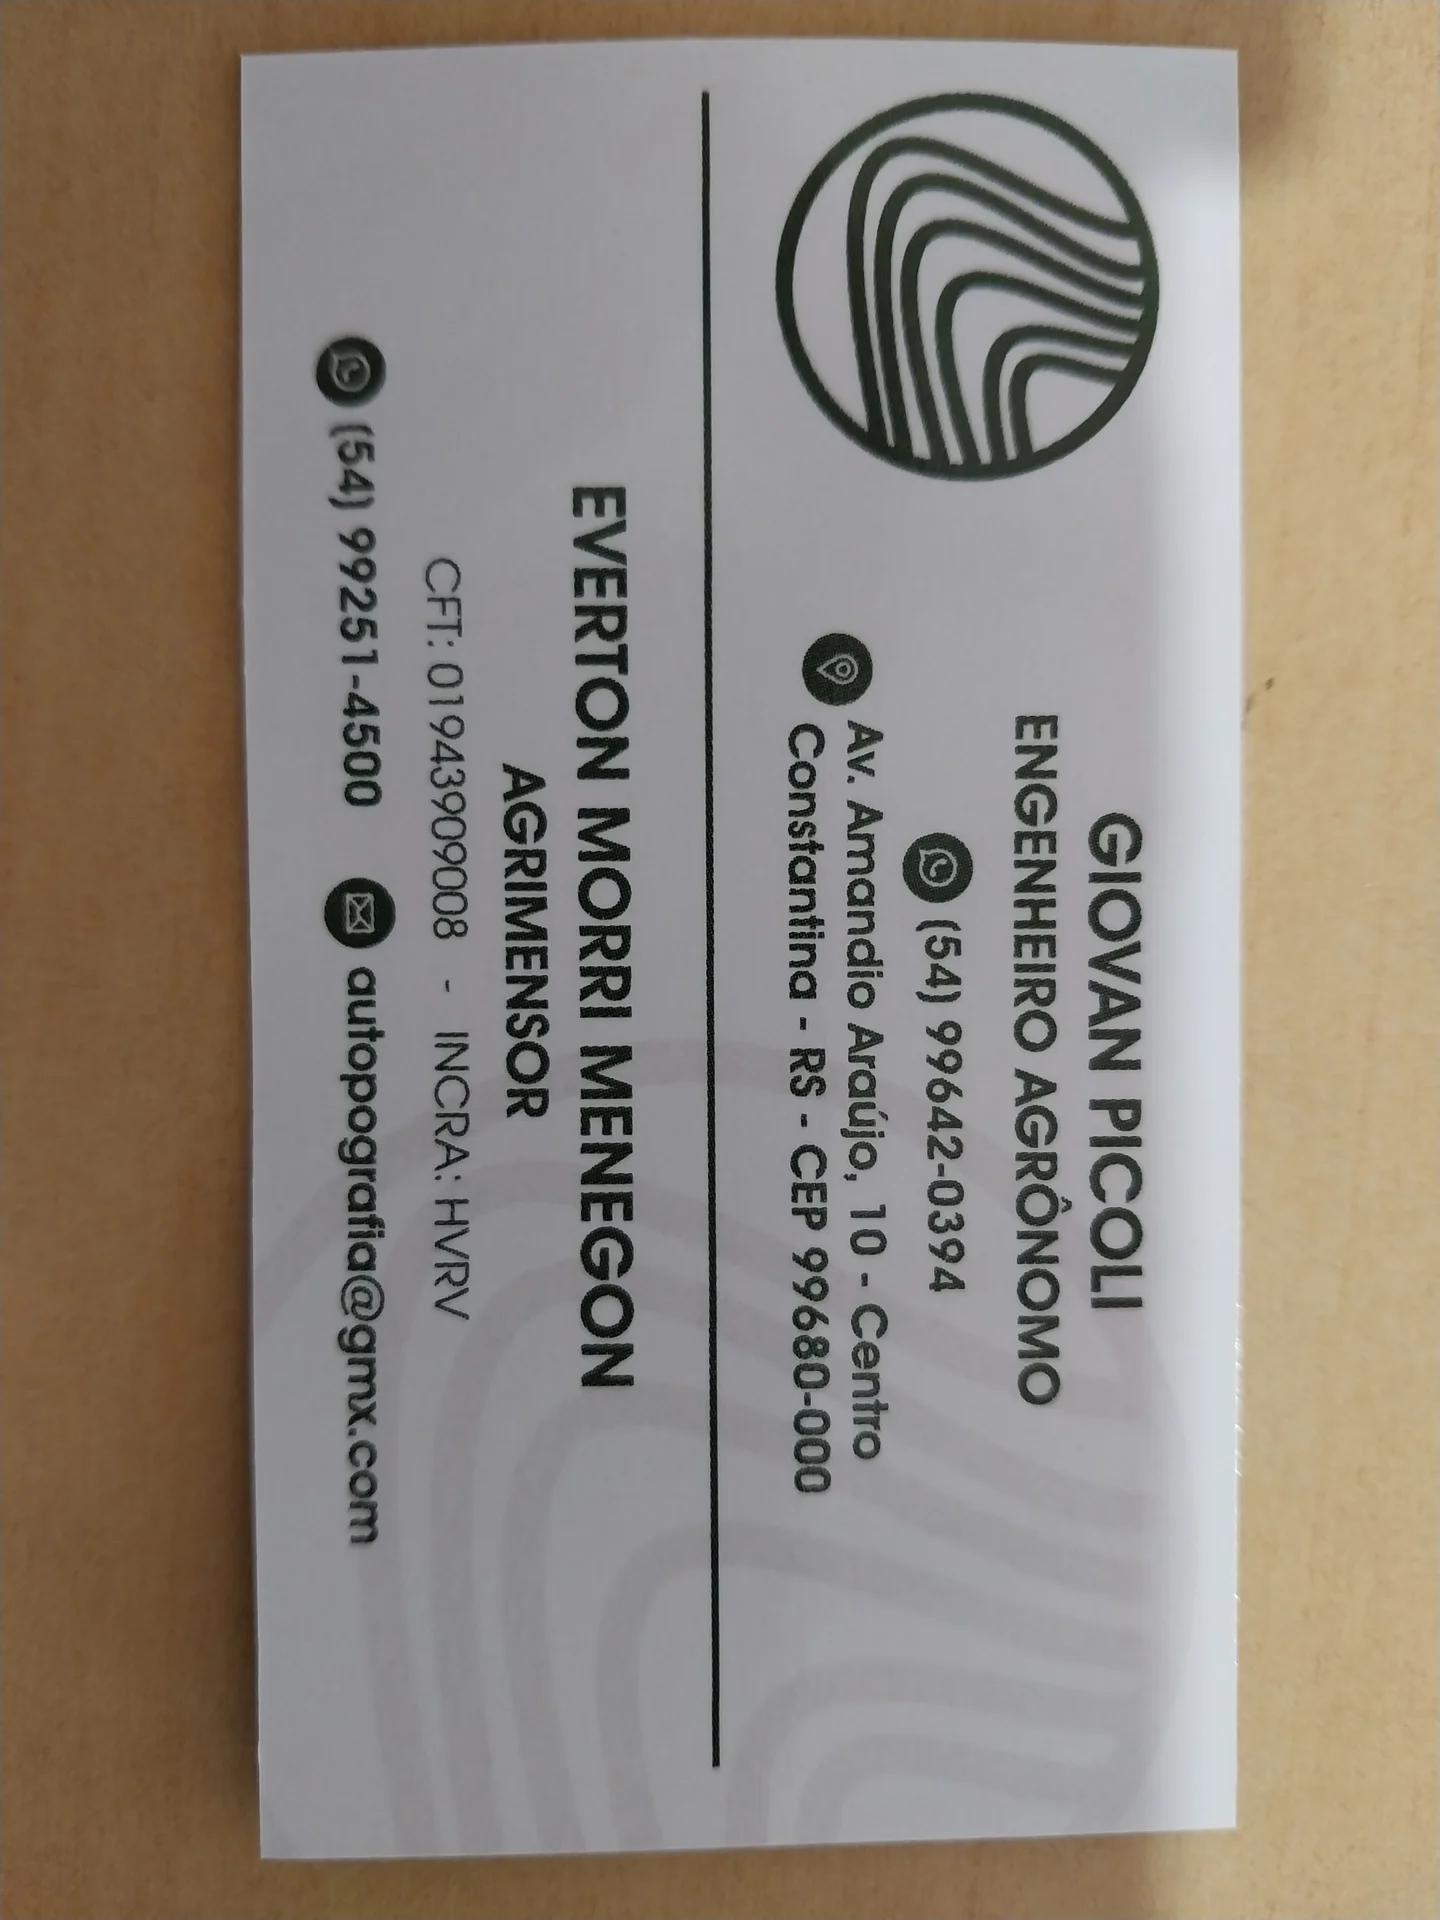 GIOVAN PICOLI
ENGENHEIRO AGRÔNOMO
(54) 99642-0394
Av. Amandio Araújo, 10 - Centro
Constantina - RS - CEP 99680-000
EVERTON MORRI MENEGON
AGRIMENSOR
CFT: 01943909008 - INCRA: HVRV
(54) 99251-4500 autopografia@gmx.com